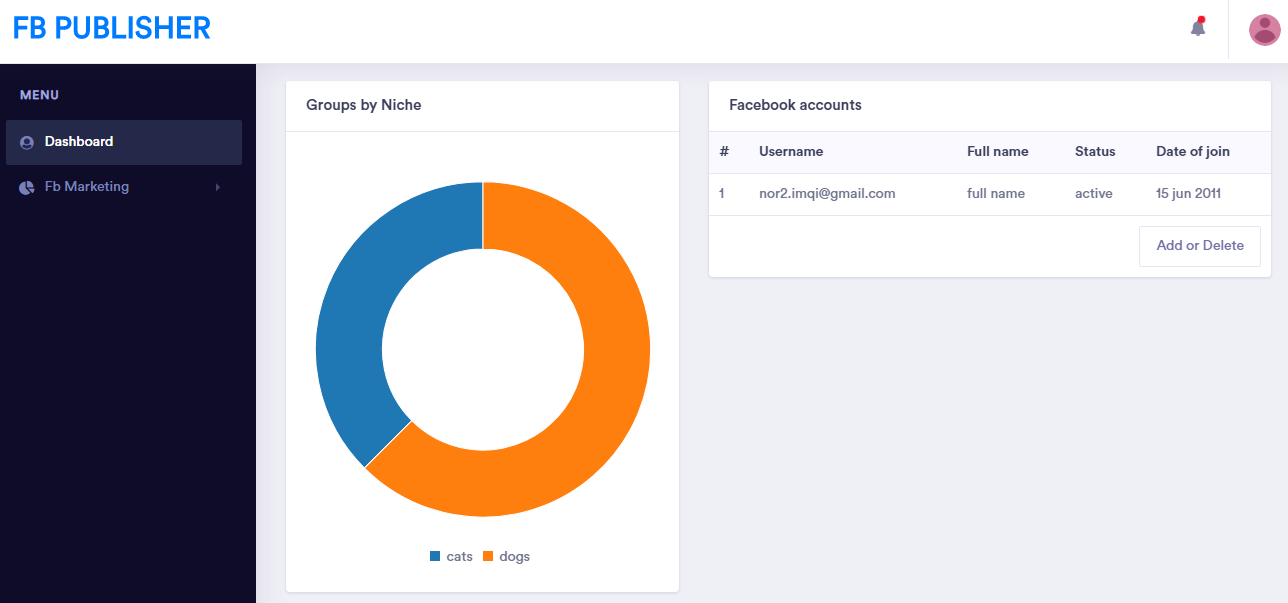 FB PUBLISHER
MENU
Dashboard
Fb Marketing
Groups by Niche
cats dogs
Facebook accounts
# Username Full name Status Date of join
1 nor2.imqi@gmail.com full name active 15 jun 2011
Add or Delete